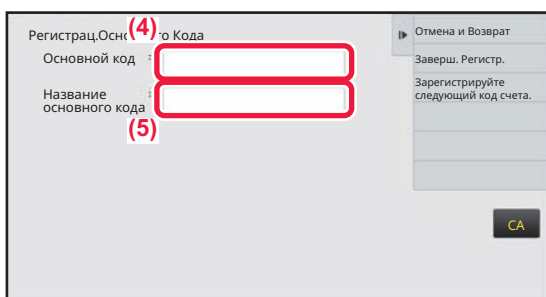 (4)
Регистрац.Осн го Кода
Основной код
Название
основного кода
(5)
Отмена и Возврат
Заверш. Регистр.
Зарегистрируйте
следующий код счета.
CA